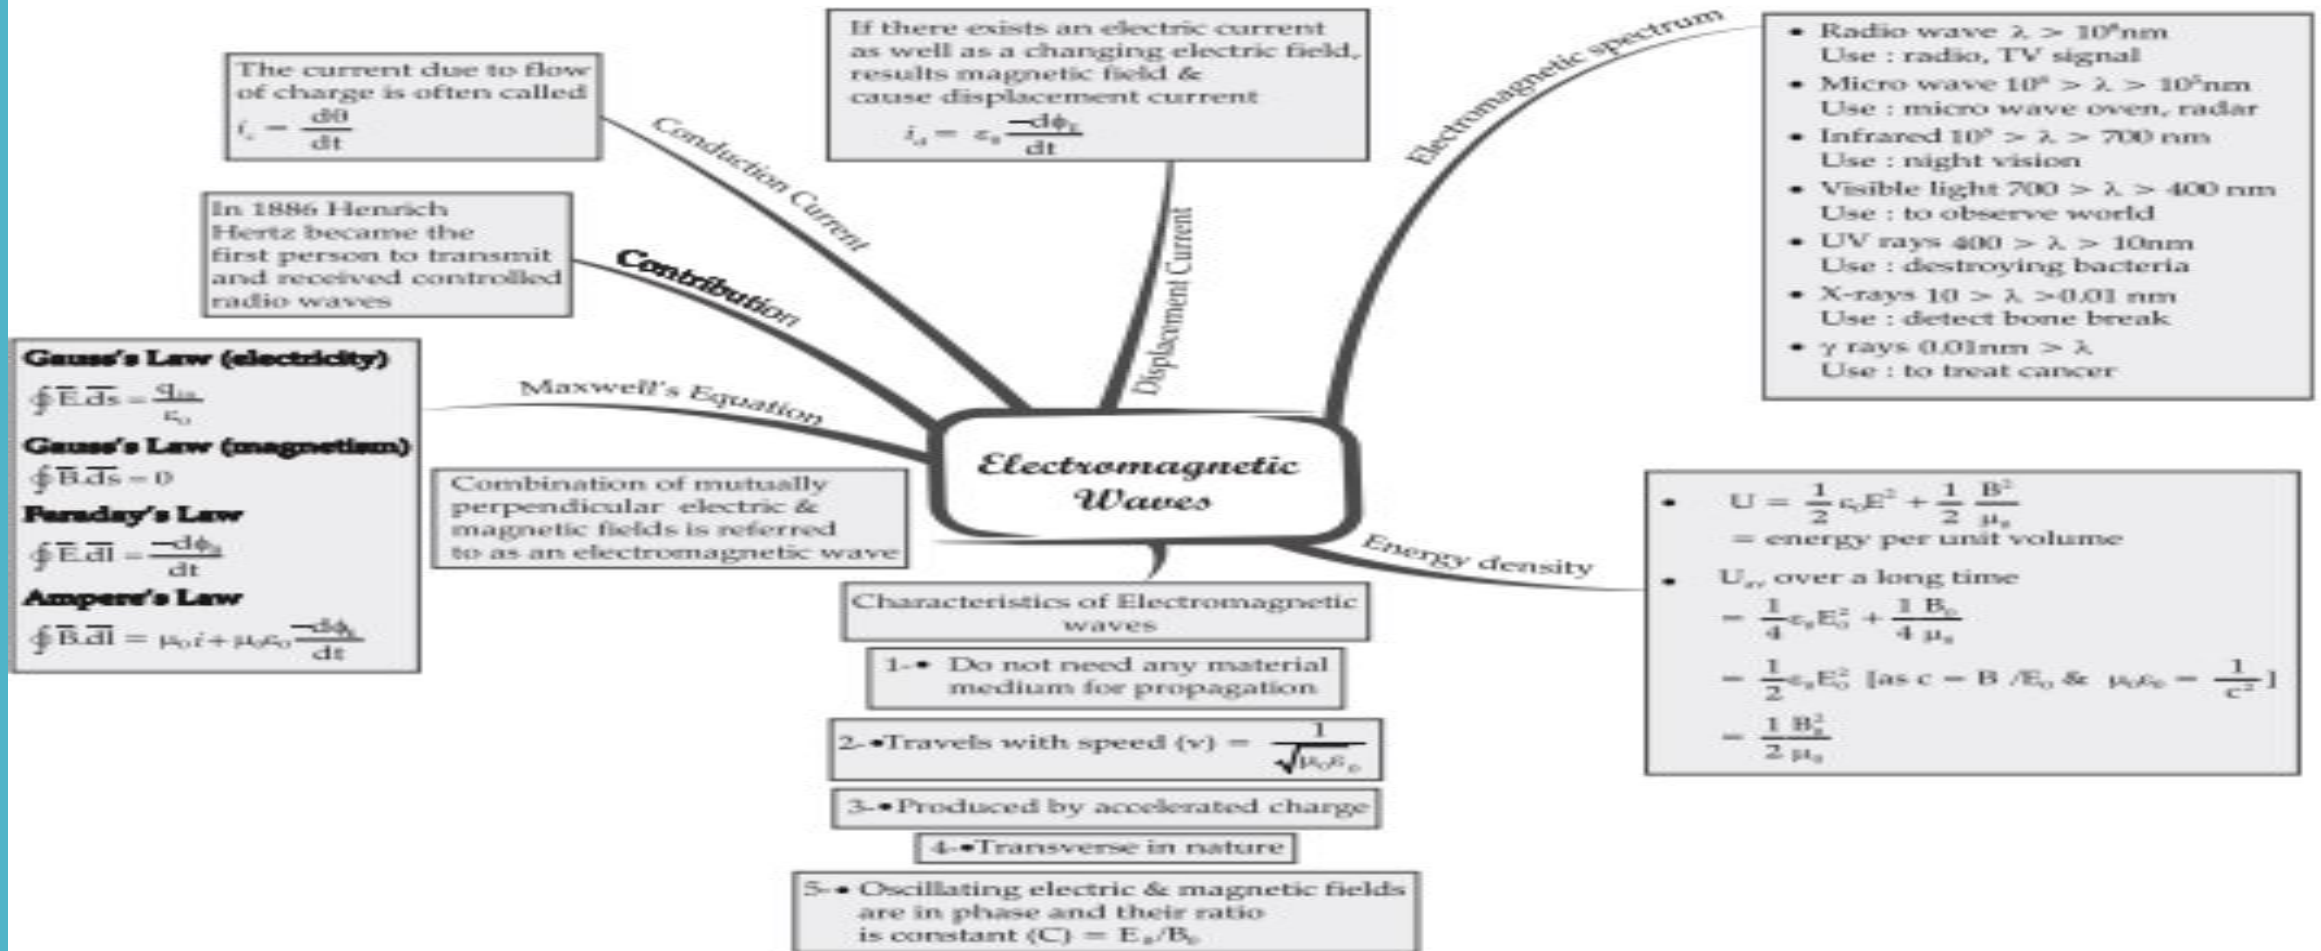 The current due to flow
of charge is often called
i_c = dθ/dt
Conduction Current
If there exists an electric current
as well as a changing electric field,
results magnetic field &
cause displacement current
i_d = ε₀ -dϕ_E/dt
Displacement Current
Electromagnetic spectrum
• Radio wave λ > 10⁸nm
Use : radio, TV signal
• Micro wave 10⁸ > λ > 10⁵nm
Use : micro wave oven, radar
• Infrared 10⁵ > λ > 700 nm
Use : night vision
• Visible light 700 > λ > 400 nm
Use : to observe world
• UV rays 400 > λ > 10nm
Use : destroying bacteria
• X-rays 10 > λ >0.01 nm
Use : detect bone break
• γ rays 0.01nm > λ
Use : to treat cancer
In 1886 Henrich
Hertz became the
first person to transmit
and received controlled
radio waves
Contribution
Gauss's Law (electricity)
∮E.ds = q_in/ε₀
Gauss's Law (magnetism)
∮B.ds = 0
Faraday's Law
∮E.dl = -dϕ_B/dt
Ampere's Law
∮B.dl = μ₀i + μ₀ε₀ -dϕ_E/dt
Maxwell's Equation
Combination of mutually
perpendicular electric &
magnetic fields is referred
to as an electromagnetic wave
Electromagnetic
Waves
Energy density
• U = 1/2 ε₀E² + 1/2 B²/μ₀
= energy per unit volume
• U_av over a long time
= 1/4 ε₀E₀² + 1/4 B₀/μ₀
= 1/2 ε₀E₀² [as c = B /E₀ & μ₀ε₀ = 1/c²]
= 1/2 B₀²/μ₀
Characteristics of Electromagnetic
waves
1-• Do not need any material
medium for propagation
2-•Travels with speed (v) = 1/√μ₀ε₀
3-•Produced by accelerated charge
4-•Transverse in nature
5-• Oscillating electric & magnetic fields
are in phase and their ratio
is constant (C) = E₀/B₀